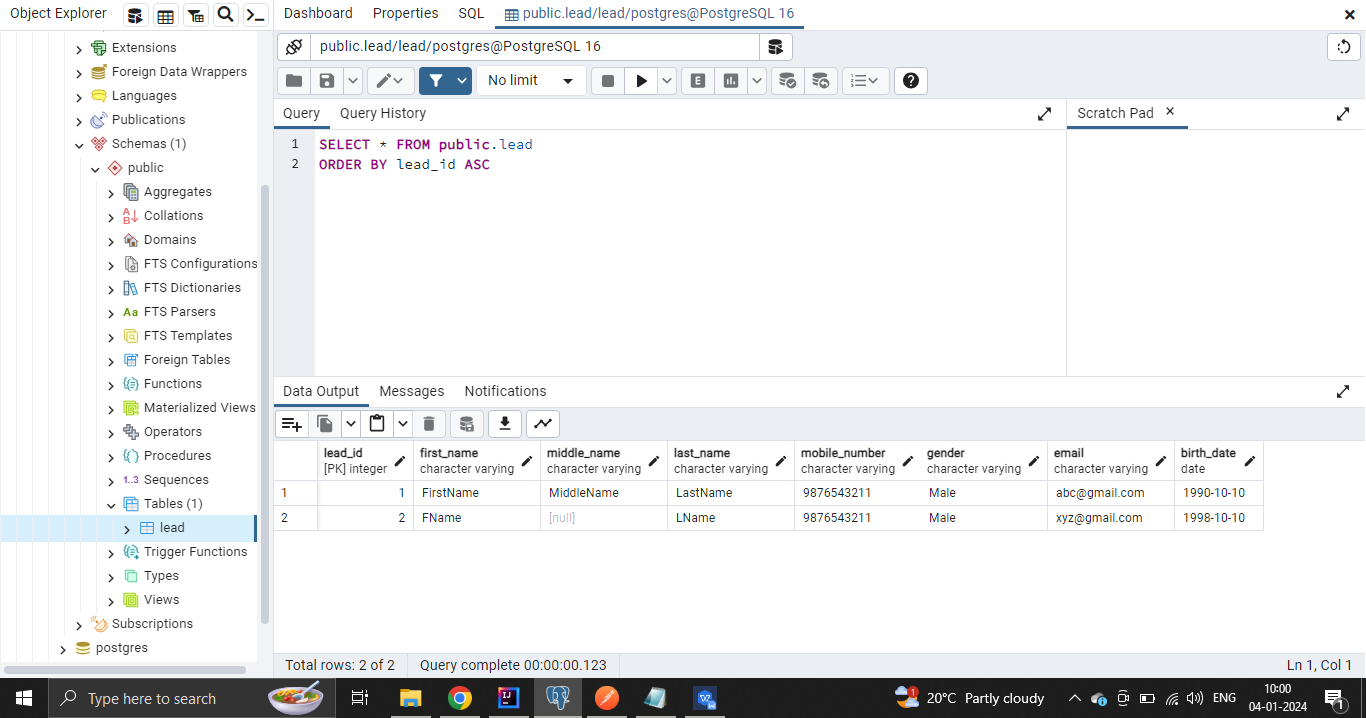 Object Explorer
Dashboard Properties SQL public.lead/lead/postgres@PostgreSQL 16
Extensions
Foreign Data Wrappers
Languages
Publications
Schemas (1)
public
Aggregates
Collations
Domains
FTS Configurations
FTS Dictionaries
Aa FTS Parsers
FTS Templates
Foreign Tables
Functions
Materialized Views
Operators
Procedures
1..3 Sequences
Tables (1)
lead
Trigger Functions
Types
Views
Subscriptions
postgres
public.lead/lead/postgres@PostgreSQL 16
No limit E
Query Query History
Scratch Pad
1 SELECT * FROM public.lead
2 ORDER BY lead_id ASC
Data Output Messages Notifications
lead_id first_name middle_name last_name mobile_number gender email birth_date
[PK] integer character varying character varying character varying character varying character varying character varying date
1 1 FirstName MiddleName LastName 9876543211 Male abc@gmail.com 1990-10-10
2 2 FName [null] LName 9876543211 Male xyz@gmail.com 1998-10-10
Total rows: 2 of 2 Query complete 00:00:00.123 Ln 1, Col 1
Type here to search
1 20°C Partly cloudy ENG
10:00
04-01-2024
1